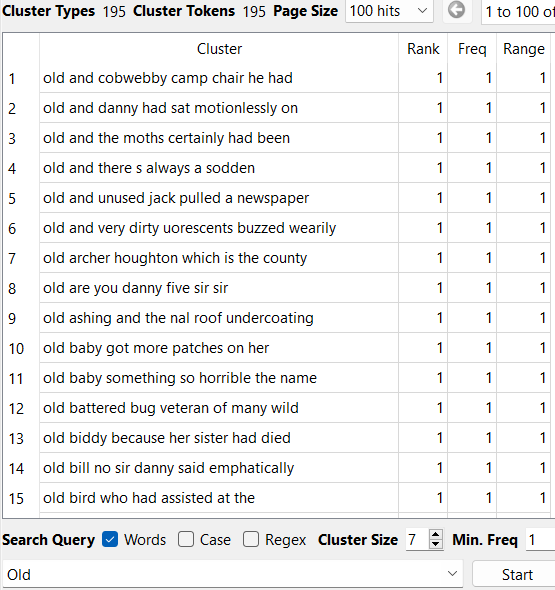 Cluster Types 195 Cluster Tokens 195 Page Size 100 hits 1 to 100 of
Cluster Rank Freq Range
1 old and cobwebby camp chair he had 1 1 1
2 old and danny had sat motionlessly on 1 1 1
3 old and the moths certainly had been 1 1 1
4 old and there s always a sodden 1 1 1
5 old and unused jack pulled a newspaper 1 1 1
6 old and very dirty uorescents buzzed wearily 1 1 1
7 old archer houghton which is the county 1 1 1
8 old are you danny five sir sir 1 1 1
9 old ashing and the nal roof undercoating 1 1 1
10 old baby got more patches on her 1 1 1
11 old baby something so horrible the name 1 1 1
12 old battered bug veteran of many wild 1 1 1
13 old biddy because her sister had died 1 1 1
14 old bill no sir danny said emphatically 1 1 1
15 old bird who had assisted at the 1 1 1
Search Query Words Case Regex Cluster Size 7 Min. Freq 1
Old Start